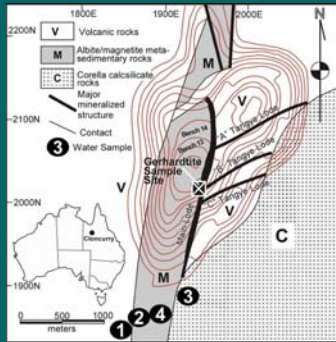 1800E
1900E
2000E
2200N
2100N
2000N
1900N
V Volcanic rocks
M Albite/magnetite meta-
sedimentary rocks
C Corella calcsilicate
rocks
Major
mineralized
structure
Contact
3 Water Sample
N
M
V
Bench 14
Bench 13
"A" Tangye Lode
"B" Tangye Lode
"C" Tangye Lode
Gerhardtite
Sample
Site
Main Lode
V
V
C
M
Cloncurry
0 500 1000
meters
1
2
4
3